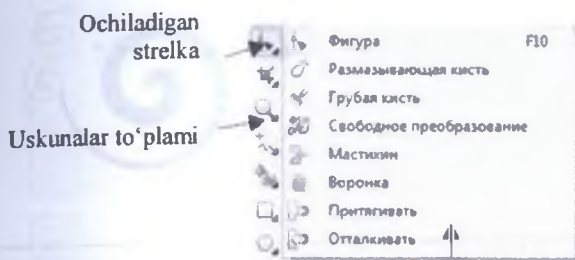 Ochiladigan
strelka
Uskunalar to‘plami
Фигура F10
Размазывающая кисть
Грубая кисть
Свободное преобразование
Мастихин
Воронка
Притягивать
Отталкивать